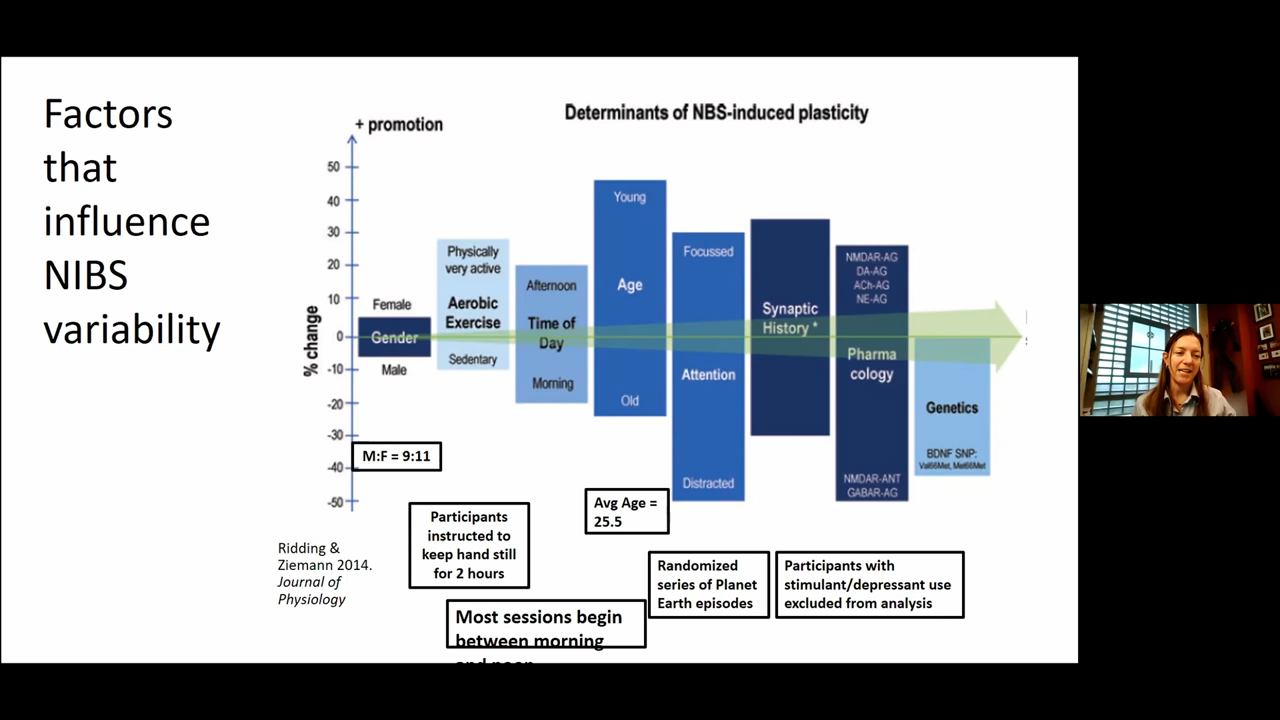 Factors
that
influence
NIBS
variability
Determinants of NBS-induced plasticity
+ promotion
% change
50
40
30
20
10
0
-10
-20
-30
-40
-50
Female
Gender
Male
Physically
very active
Aerobic
Exercise
Sedentary
Afternoon
Time of
Day
Morning
Young
Age
Old
Focussed
Attention
Distracted
Synaptic
History *
NMDAR-AG
DA-AG
ACh-AG
NE-AG
Pharma
cology
NMDAR-ANT
GABAR-AG
Genetics
BDNF SNP:
Val66Met, Met66Met
M:F = 9:11
Participants
instructed to
keep hand still
for 2 hours
Most sessions begin
between morning
and noon
Avg Age =
25.5
Randomized
series of Planet
Earth episodes
Participants with
stimulant/depressant use
excluded from analysis
Ridding &
Ziemann 2014.
Journal of
Physiology